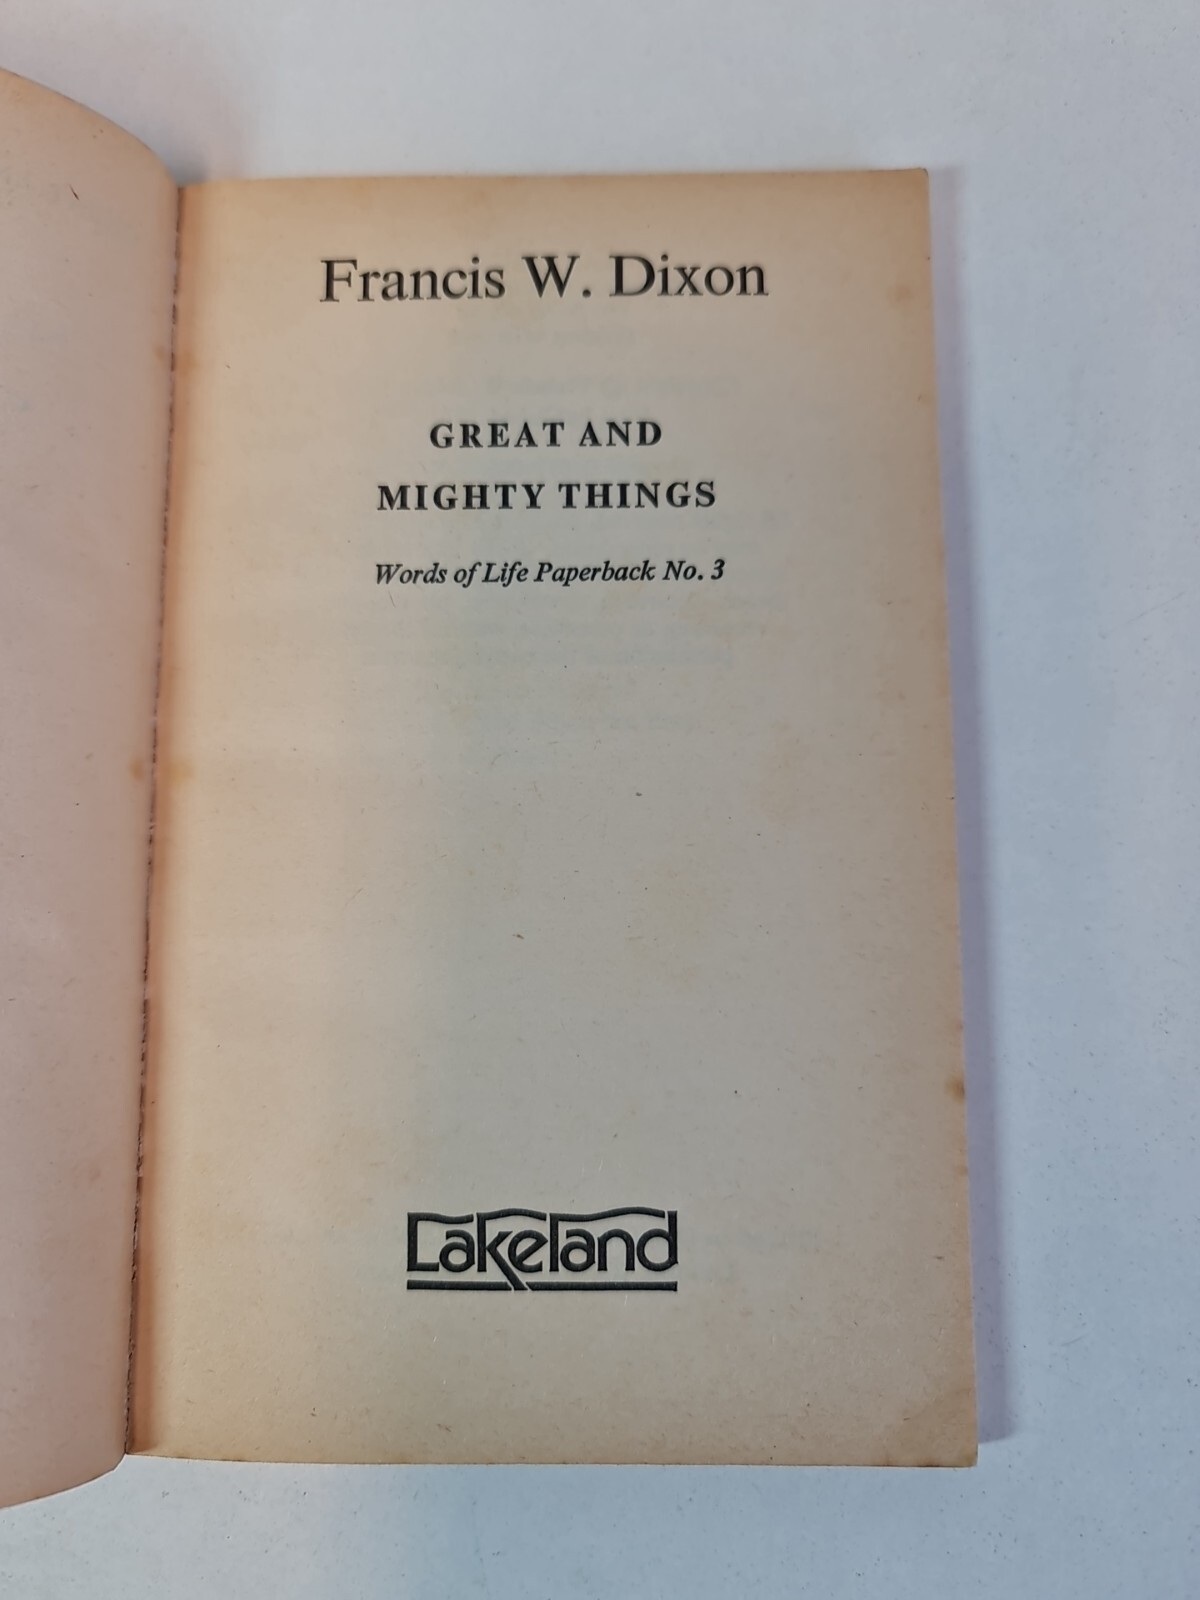 Francis W. Dixon
GREAT AND
MIGHTY THINGS
Words of Life Paperback No. 3
Lakeland